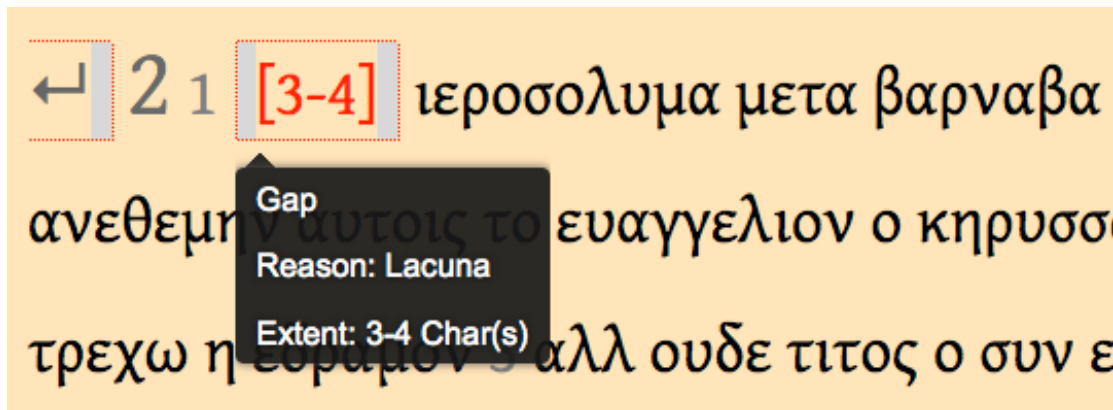 ↵ 2 1 [3-4] ιεροσολυμα μετα βαρναβα
Gap
ανεθεμην αυτοις το ευαγγελιον ο κηρυσσ
Reason: Lacuna
Extent: 3-4 Char(s)
τρεχω η εδραμον 3 αλλ ουδε τιτος ο συν ε